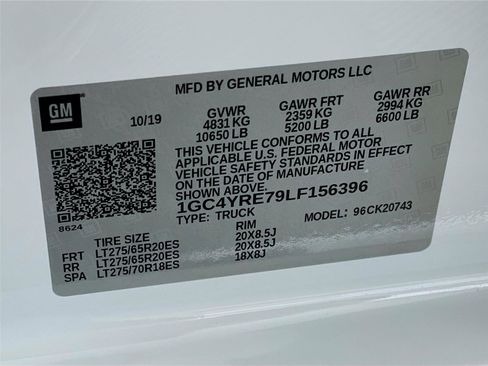 GM
MFD BY GENERAL MOTORS LLC
10/19 GVWR GAWR FRT GAWR RR
4831 KG 2359 KG 2994 KG
10650 LB 5200 LB 6600 LB
THIS VEHICLE CONFORMS TO ALL
APPLICABLE U.S. FEDERAL MOTOR
VEHICLE SAFETY STANDARDS IN EFFECT
ON THE DATE OF MANUFACTURE
SHOWN ABOVE.
1GC4YRE79LF156396
8624 TYPE: TRUCK MODEL: 96CK20743
TIRE SIZE RIM
FRT LT275/65R20ES 20X8.5J
RR LT275/65R20ES 20X8.5J
SPA LT275/70R18ES 18X8J